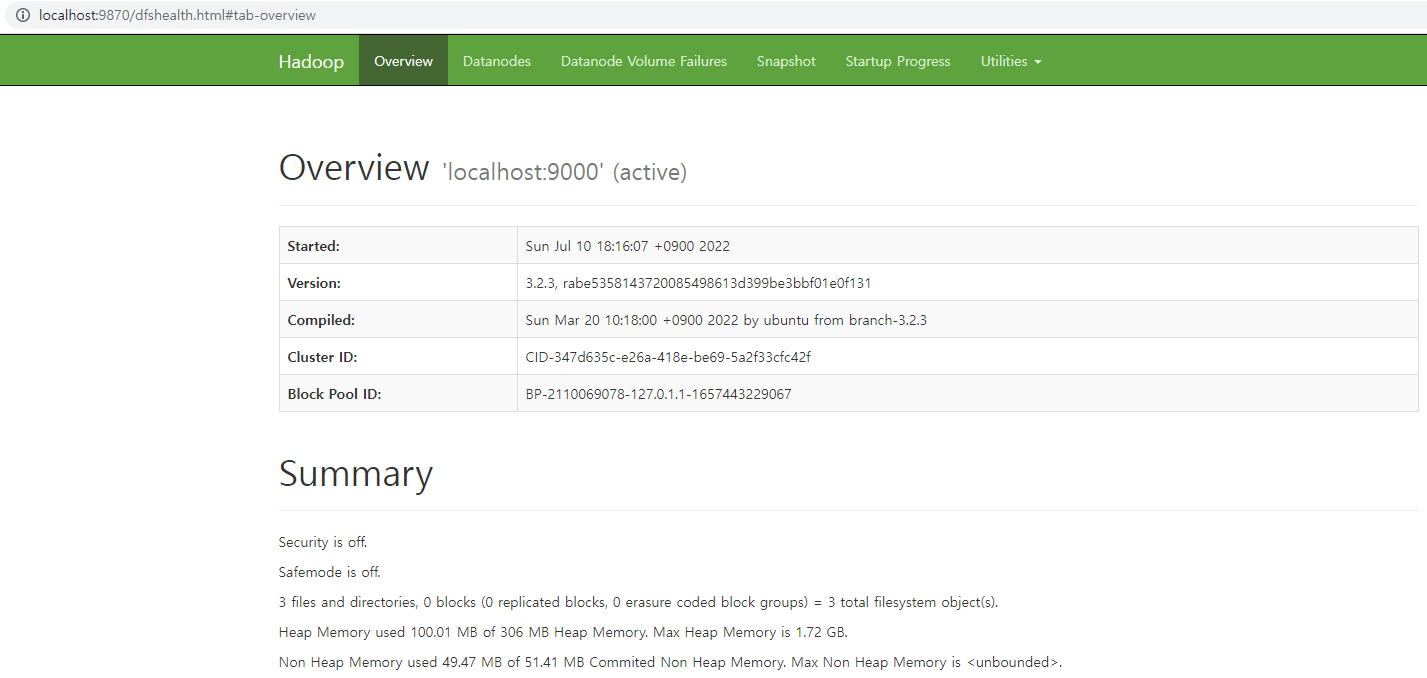 localhost:9870/dfshealth.html#tab-overview
Hadoop Overview Datanodes Datanode Volume Failures Snapshot Startup Progress Utilities
Overview 'localhost:9000' (active)
Started: Sun Jul 10 18:16:07 +0900 2022
Version: 3.2.3, rabe5358143720085498613d399be3bbf01e0f131
Compiled: Sun Mar 20 10:18:00 +0900 2022 by ubuntu from branch-3.2.3
Cluster ID: CID-347d635c-e26a-418e-be69-5a2f33cfc42f
Block Pool ID: BP-2110069078-127.0.1.1-1657443229067
Summary
Security is off.
Safemode is off.
3 files and directories, 0 blocks (0 replicated blocks, 0 erasure coded block groups) = 3 total filesystem object(s).
Heap Memory used 100.01 MB of 306 MB Heap Memory. Max Heap Memory is 1.72 GB.
Non Heap Memory used 49.47 MB of 51.41 MB Commited Non Heap Memory. Max Non Heap Memory is <unbounded>.